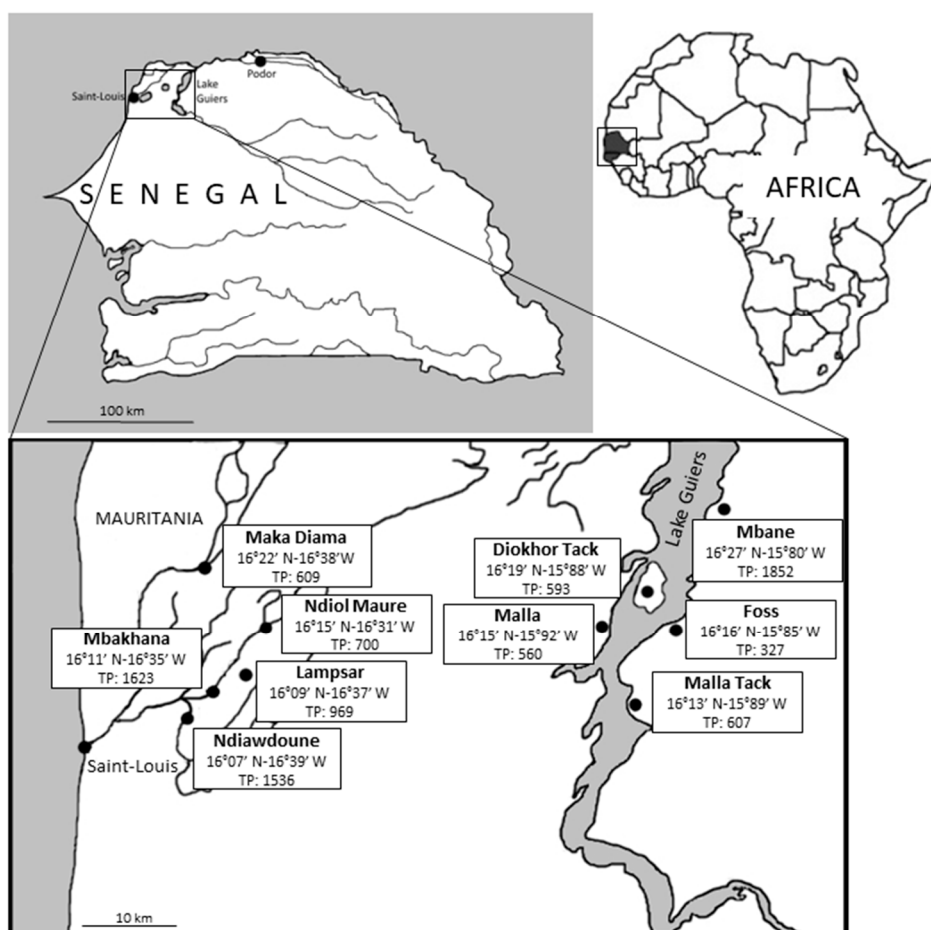 Podor
Saint-Louis
Lake
Guiers
SENEGAL
100 km
AFRICA
MAURITANIA
Lake Guiers
Maka Diama
16°22’ N-16°38’W
TP: 609
Ndiol Maure
16°15’ N-16°31’ W
TP: 700
Mbakhana
16°11’ N-16°35’ W
TP: 1623
Lampsar
16°09’ N-16°37’ W
TP: 969
Saint-Louis
Ndiawdoune
16°07’ N-16°39’ W
TP: 1536
Diokhor Tack
16°19’ N-15°88’ W
TP: 593
Malla
16°15’ N-15°92’ W
TP: 560
Mbane
16°27’ N-15°80’ W
TP: 1852
Foss
16°16’ N-15°85’ W
TP: 327
Malla Tack
16°13’ N-15°89’ W
TP: 607
10 km